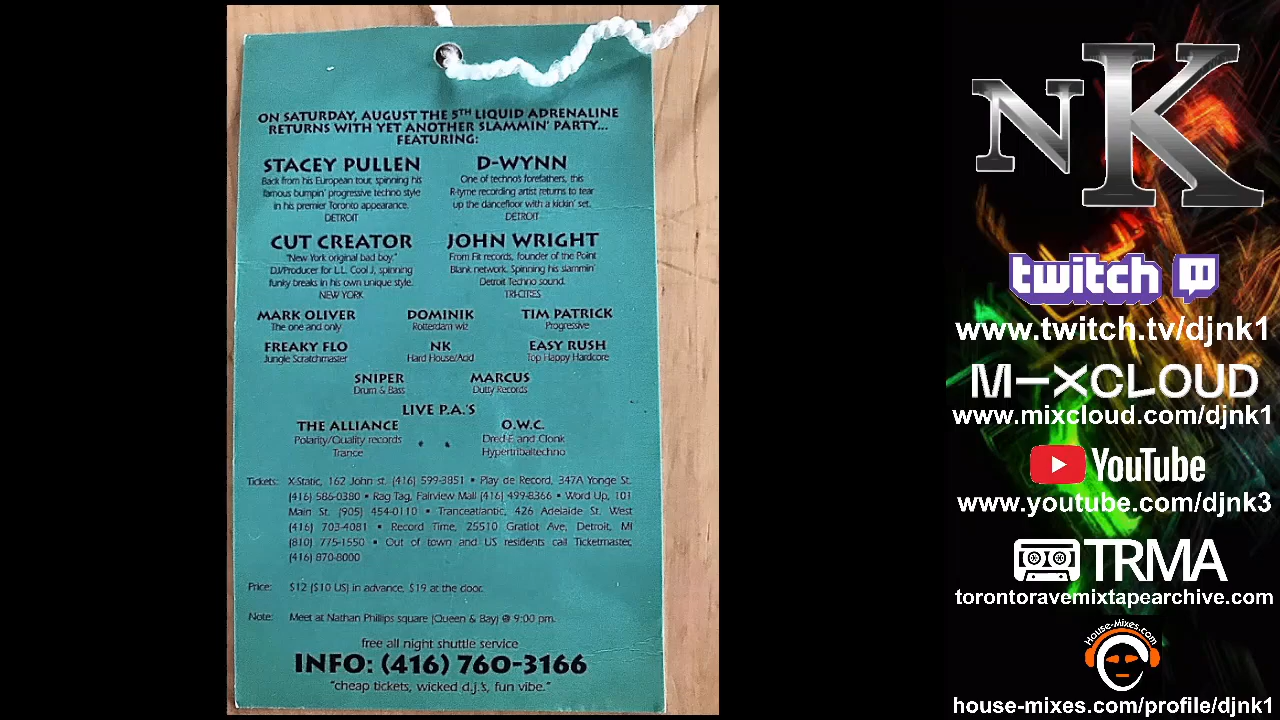 ON SATURDAY, AUGUST THE 5TH LIQUID ADRENALINE
RETURNS WITH YET ANOTHER SLAMMIN' PARTY...
FEATURING:
STACEY PULLEN
Back from his European tour, spinning his
famous bumpin' progressive techno style
in his premier Toronto appearance.
DETROIT
D-WYNN
One of techno's forefathers, this
R-tyme recording artist returns to tear
up the dancefloor with a kickin' set.
DETROIT
CUT CREATOR
"New York original bad boy."
DJ/Producer for L.L. Cool J, spinning
funky breaks in his own unique style.
NEW YORK
JOHN WRIGHT
From Fit records, founder of the Point
Blank network. Spinning his slammin'
Detroit Techno sound.
TRI-CITIES
MARK OLIVER
The one and only
DOMINIK
Rotterdam wiz
TIM PATRICK
Progressive
FREAKY FLO
Jungle Scratchmaster
NK
Hard House/Acid
EASY RUSH
Top Happy Hardcore
SNIPER
Drum & Bass
MARCUS
Dutty Records
LIVE P.A.'S
THE ALLIANCE
Polarity/Quality records
Trance
O.W.C.
Dred-E and Clonk
Hypertribaltechno
Tickets: X-Static, 162 John st. (416) 599-3851 • Play de Record, 347A Yonge St.
(416) 586-0380 • Rag Tag, Fairview Mall (416) 499-8366 • Word Up, 101
Main St. (905) 454-0110 • Tranceatlantic, 426 Adelaide St. West
(416) 703-4081 • Record Time, 25510 Gratiot Ave, Detroit, MI
(810) 775-1550 • Out of town and US residents call Ticketmaster,
(416) 870-8000
Price: $12 ($10 US) in advance, $19 at the door.
Note: Meet at Nathan Phillips square (Queen & Bay) @ 9:00 pm.
free all night shuttle service
INFO: (416) 760-3166
"cheap tickets, wicked d.j.'s, fun vibe."
NK
twitch
www.twitch.tv/djnk1
M-XCLOUD
www.mixcloud.com/djnk1
YouTube
www.youtube.com/djnk3
TRMA
torontoravemixtapearchive.com
House-Mixes.com
house-mixes.com/profile/djnk1